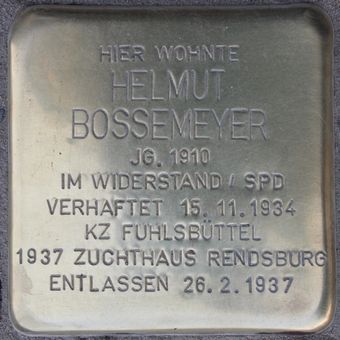 HIER WOHNTE
HELMUT
BOSSEMEYER
JG. 1910
IM WIDERSTAND / SPD
VERHAFTET 15. 11. 1934
KZ FUHLSBÜTTEL
1937 ZUCHTHAUS RENDSBURG
ENTLASSEN 26. 2. 1937